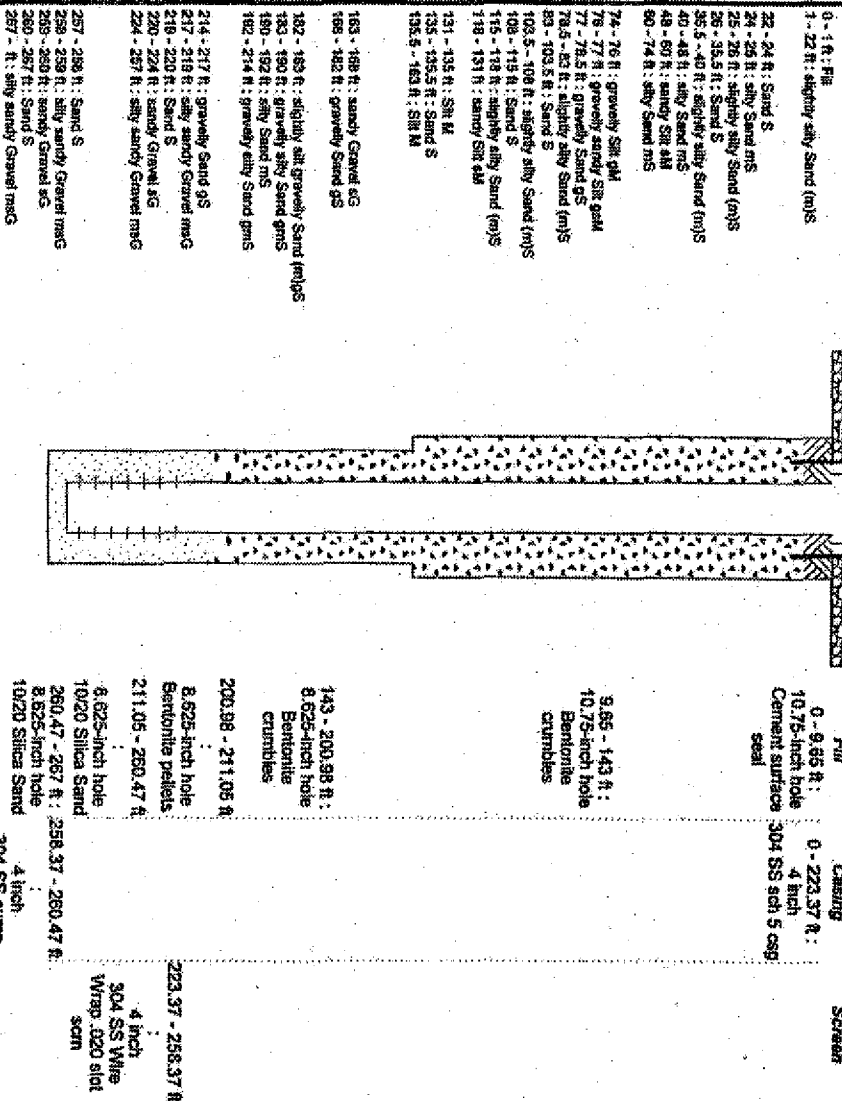 Fill
Casing
Screen
0 - 1 ft : Fill
1 - 22 ft : slightly silty Sand (m)S
22 - 24 ft : Sand S
24 - 25 ft : silty Sand mS
25 - 26 ft : slightly silty Sand (m)S
26 - 35.5 ft : Sand S
35.5 - 40 ft : slightly silty Sand (m)S
40 - 48 ft : silty Sand mS
48 - 60 ft : sandy Silt sM
60 - 74 ft : silty Sand mS
74 - 76 ft : gravelly Silt gM
76 - 77 ft : gravelly sandy Silt gsM
77 - 78.5 ft : gravelly Sand gS
78.5 - 83 ft : slightly silty Sand (m)S
83 - 103.5 ft : Sand S
103.5 - 108 ft : slightly silty Sand (m)S
108 - 115 ft : Sand S
115 - 118 ft : slightly silty Sand (m)S
118 - 131 ft : sandy Silt sM
131 - 135 ft : Silt M
135 - 135.5 ft : Sand S
135.5 - 163 ft : Silt M
163 - 168 ft : sandy Gravel sG
168 - 182 ft : gravelly Sand gS
182 - 183 ft : slightly silt gravelly Sand (m)gS
183 - 190 ft : gravelly silty Sand gmS
190 - 192 ft : silty Sand mS
192 - 214 ft : gravelly silty Sand gmS
214 - 217 ft : gravelly Sand gS
217 - 219 ft : silty sandy Gravel msG
219 - 220 ft : Sand S
220 - 224 ft : sandy Gravel sG
224 - 257 ft : silty sandy Gravel msG
257 - 258 ft : Sand S
258 - 259 ft : silty sandy Gravel msG
259 - 260 ft : sandy Gravel sG
260 - 267 ft : Sand S
267 - ft : silty sandy Gravel msG
0 - 9.65 ft :
10.75-inch hole
Cement surface
seal
9.65 - 143 ft :
10.75-inch hole
Bentonite
crumbles
143 - 200.98 ft :
8.625-inch hole
Bentonite
crumbles
200.98 - 211.05 ft
:
8.625-inch hole
Bentonite pellets
211.05 - 260.47 ft
:
8.625-inch hole
10/20 Silica Sand
260.47 - 267 ft :
8.625-inch hole
10/20 Silica Sand
0 - 223.37 ft :
4 inch
304 SS sch 5 csg
258.37 - 260.47 ft
:
4 inch
304 SS sump
223.37 - 258.37 ft
:
4 inch
304 SS Wire
Wrap .020 slot
scrn